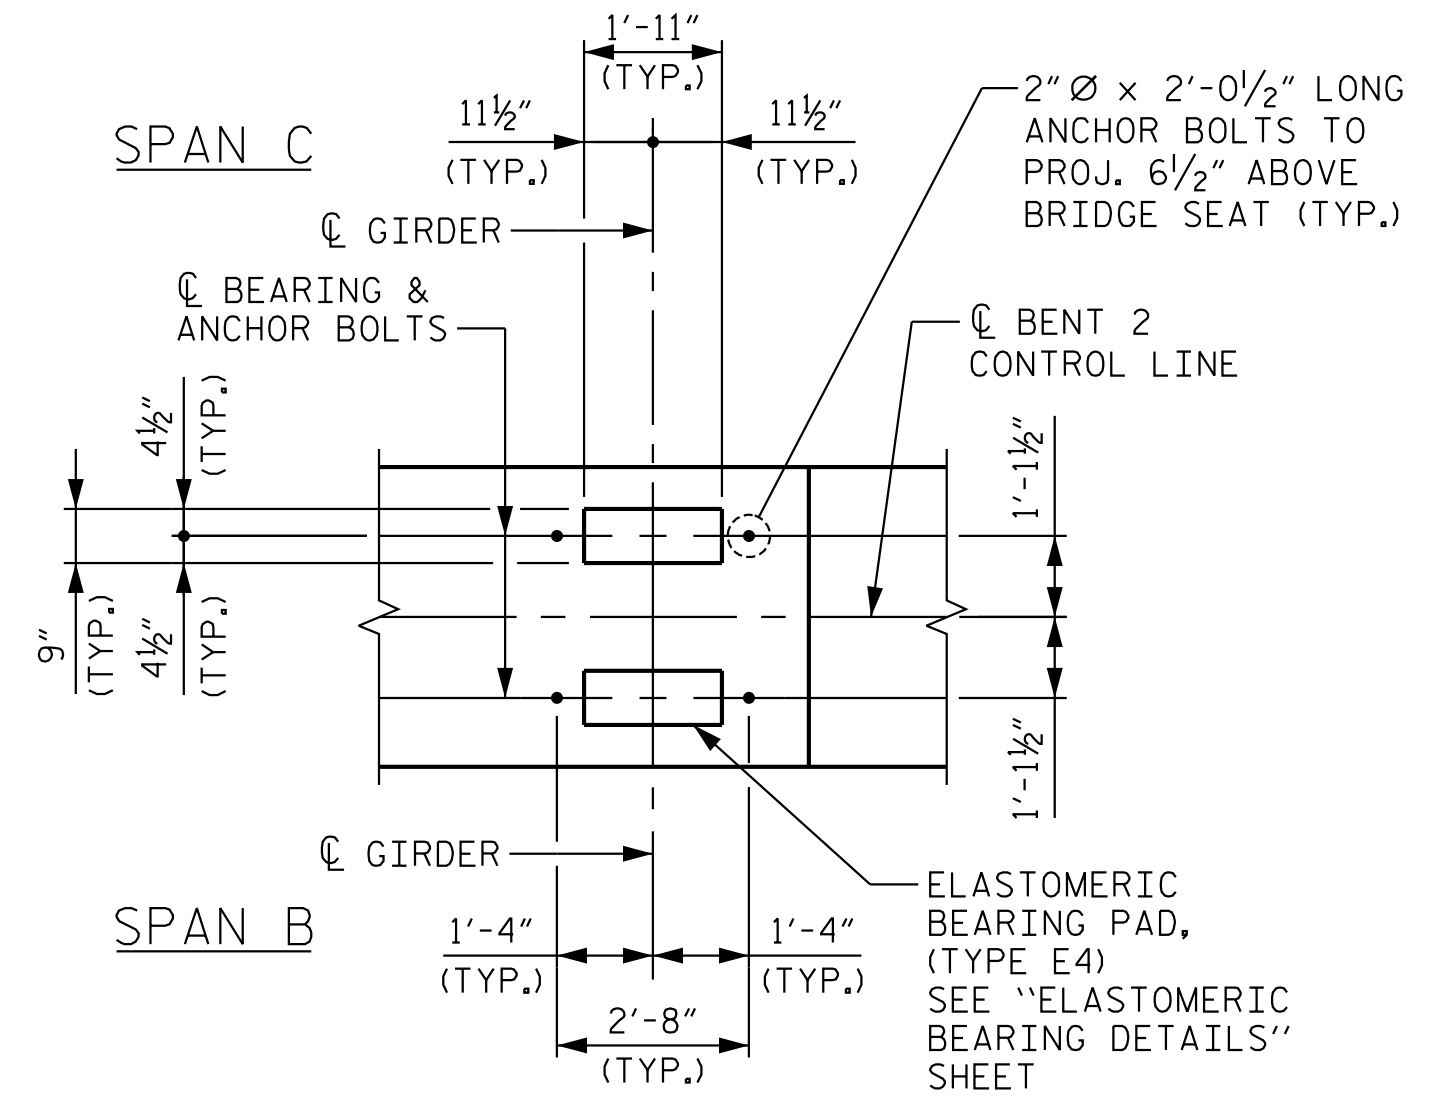 1'-11"
(TYP.)
11½"
(TYP.)
11½"
(TYP.)
2"Ø x 2'-0½" LONG
ANCHOR BOLTS TO
PROJ. 6½" ABOVE
BRIDGE SEAT (TYP.)
SPAN C
℄ GIRDER
℄ BEARING &
ANCHOR BOLTS
℄ BENT 2
CONTROL LINE
4½"
(TYP.)
1'-1½"
9"
(TYP.)
4½"
(TYP.)
1'-1½"
℄ GIRDER
ELASTOMERIC
BEARING PAD,
(TYPE E4)
SEE "ELASTOMERIC
BEARING DETAILS"
SHEET
SPAN B
1'-4"
(TYP.)
1'-4"
(TYP.)
2'-8"
(TYP.)